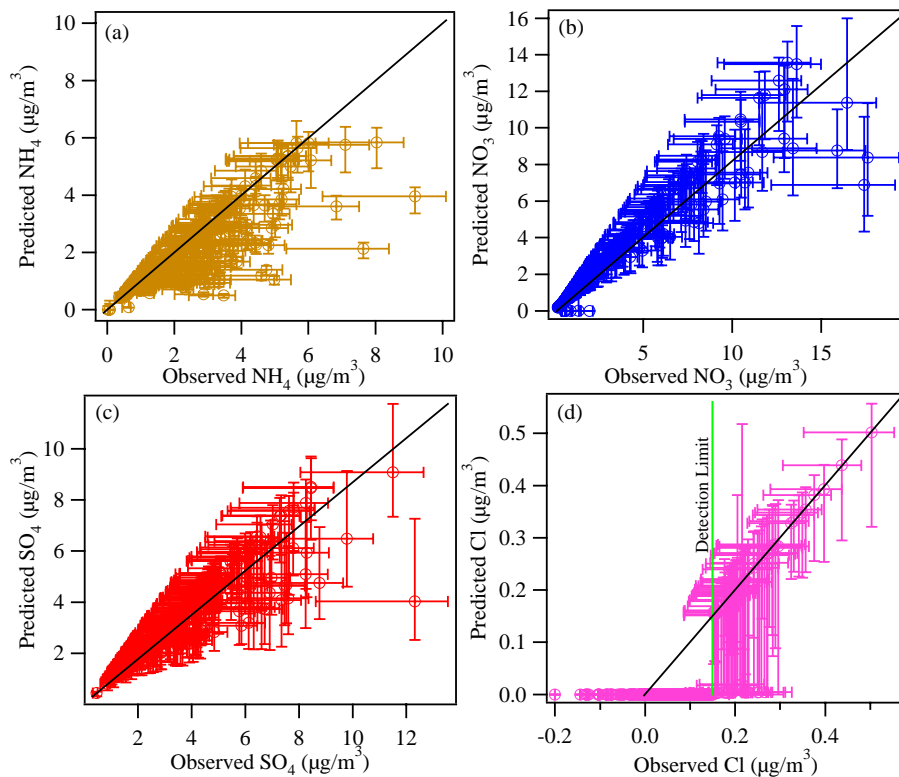 (a)
Predicted NH4 (µg/m3)
10
8
6
4
2
0
0 2 4 6 8 10
Observed NH4 (µg/m3)
(b)
Predicted NO3 (µg/m3)
16
14
12
10
8
6
4
2
0
5 10 15
Observed NO3 (µg/m3)
(c)
Predicted SO4 (µg/m3)
10
8
6
4
2
2 4 6 8 10 12
Observed SO4 (µg/m3)
(d)
Predicted Cl (µg/m3)
Detection Limit
0.5
0.4
0.3
0.2
0.1
0.0
-0.2 0.0 0.2 0.4
Observed Cl (µg/m3)